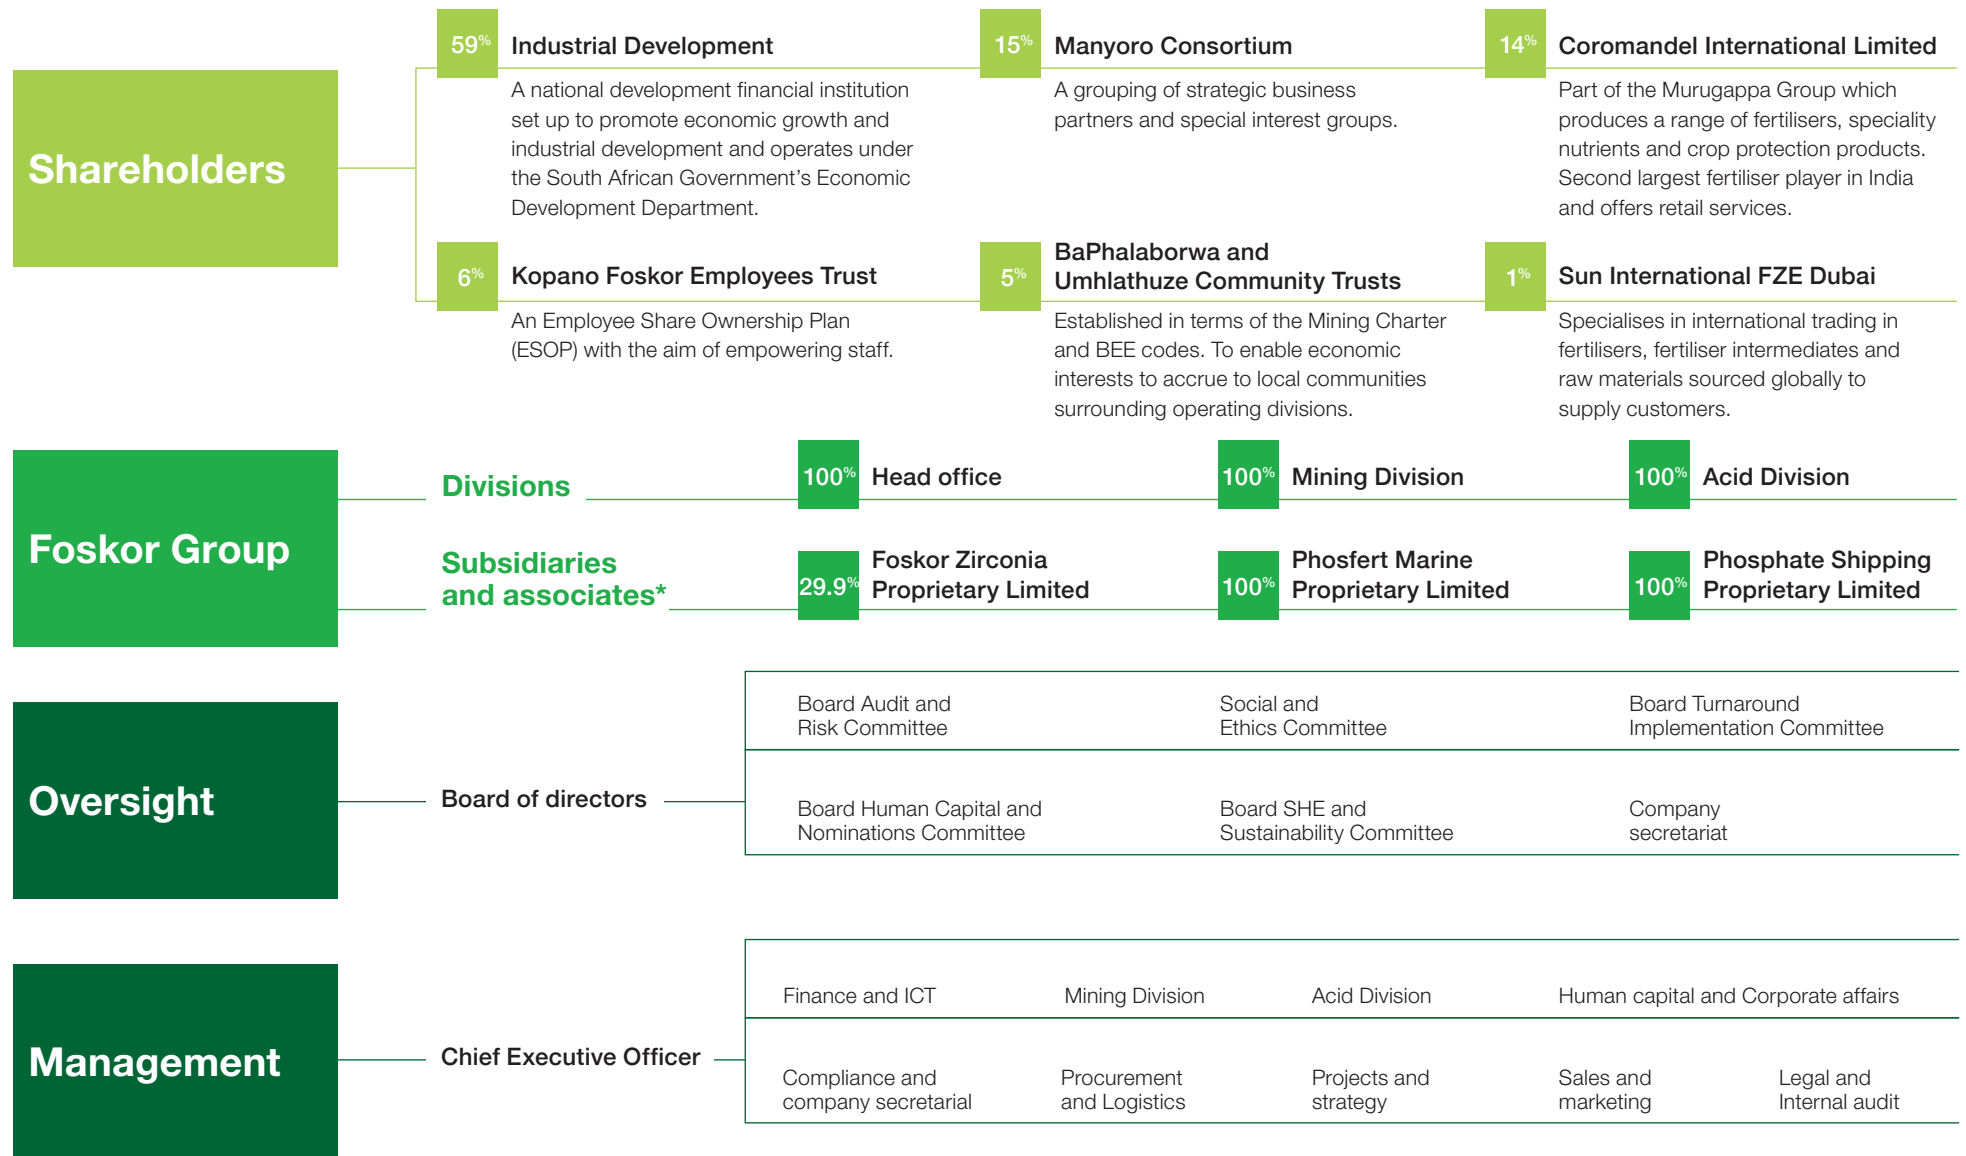 Shareholders
59%
Industrial Development
A national development financial institution
set up to promote economic growth and
industrial development and operates under
the South African Government’s Economic
Development Department.
15%
Manyoro Consortium
A grouping of strategic business
partners and special interest groups.
14%
Coromandel International Limited
Part of the Murugappa Group which
produces a range of fertilisers, speciality
nutrients and crop protection products.
Second largest fertiliser player in India
and offers retail services.
6%
Kopano Foskor Employees Trust
An Employee Share Ownership Plan
(ESOP) with the aim of empowering staff.
5%
BaPhalaborwa and
Umhlathuze Community Trusts
Established in terms of the Mining Charter
and BEE codes. To enable economic
interests to accrue to local communities
surrounding operating divisions.
1%
Sun International FZE Dubai
Specialises in international trading in
fertilisers, fertiliser intermediates and
raw materials sourced globally to
supply customers.
Foskor Group
Divisions
100%
Head office
100%
Mining Division
100%
Acid Division
Subsidiaries
and associates*
29.9%
Foskor Zirconia
Proprietary Limited
100%
Phosfert Marine
Proprietary Limited
100%
Phosphate Shipping
Proprietary Limited
Oversight
Board of directors
Board Audit and
Risk Committee
Social and
Ethics Committee
Board Turnaround
Implementation Committee
Board Human Capital and
Nominations Committee
Board SHE and
Sustainability Committee
Company
secretariat
Management
Chief Executive Officer
Finance and ICT
Mining Division
Acid Division
Human capital and Corporate affairs
Compliance and
company secretarial
Procurement
and Logistics
Projects and
strategy
Sales and
marketing
Legal and
Internal audit